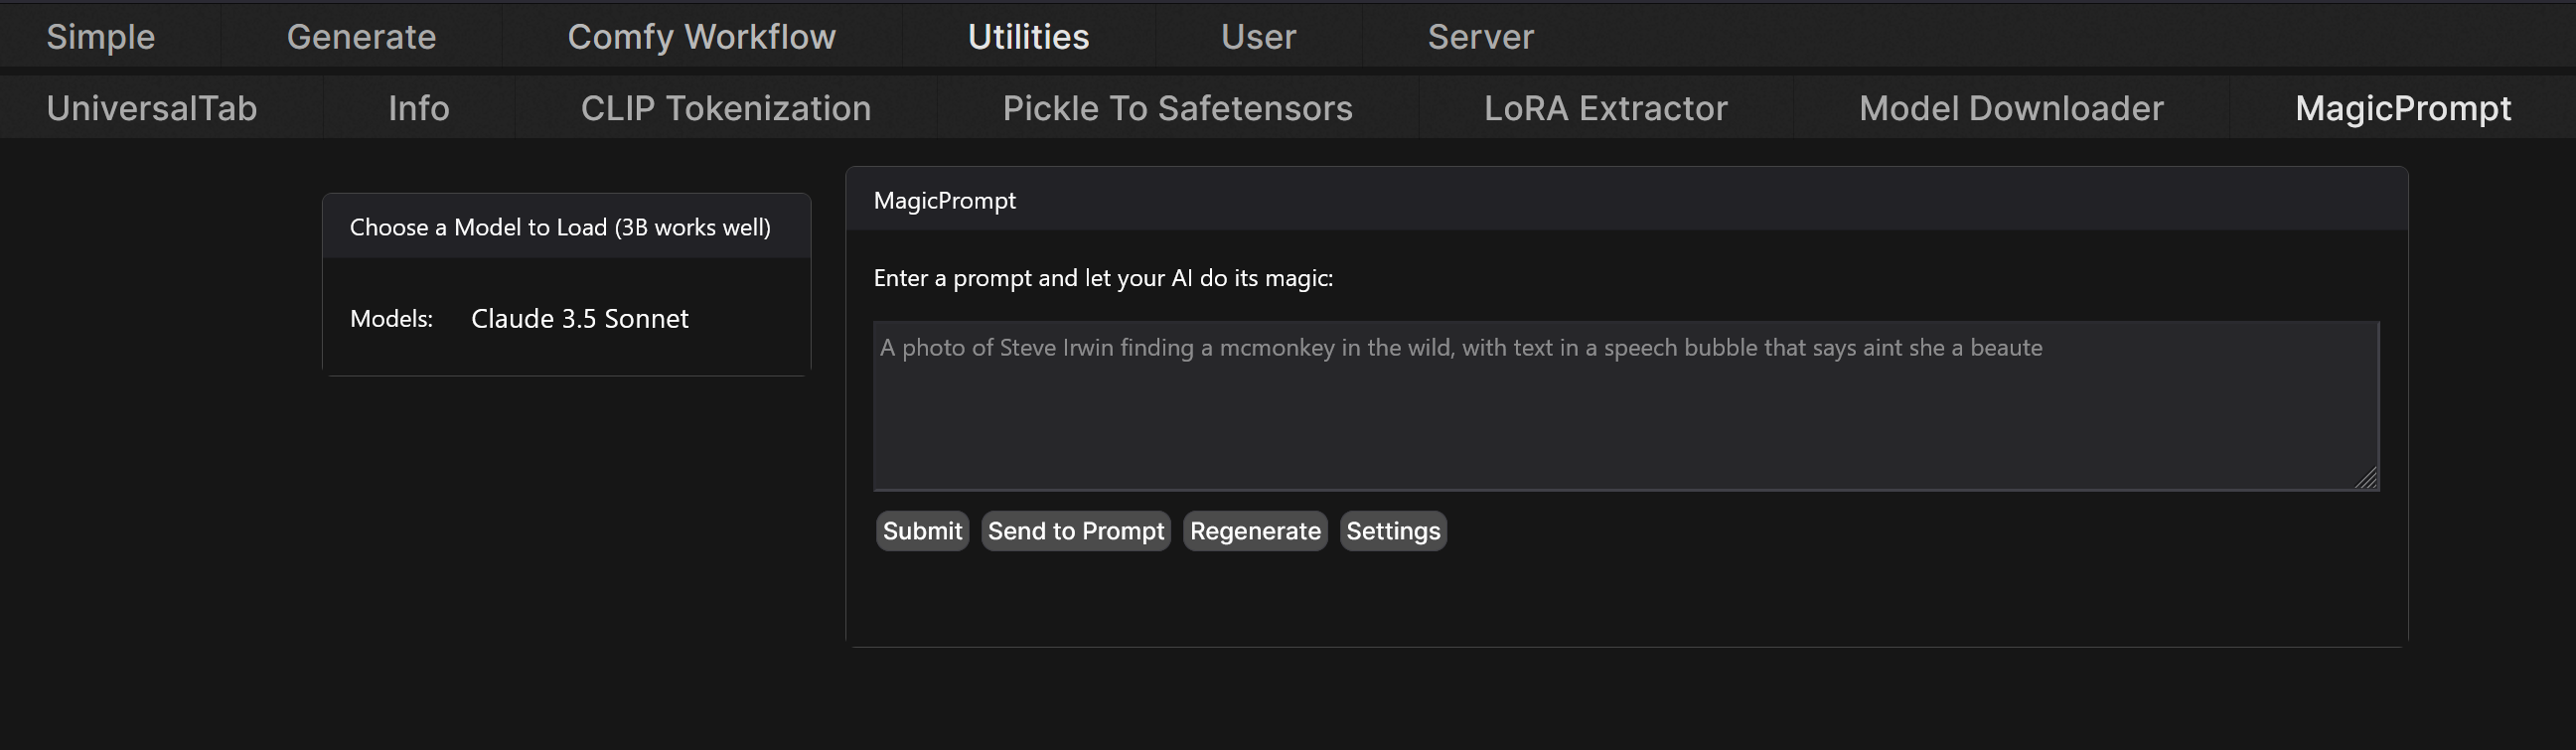 Simple Generate Comfy Workflow Utilities User Server
UniversalTab Info CLIP Tokenization Pickle To Safetensors LoRA Extractor Model Downloader MagicPrompt
Choose a Model to Load (3B works well)
Models: Claude 3.5 Sonnet
MagicPrompt
Enter a prompt and let your AI do its magic:
A photo of Steve Irwin finding a mcmonkey in the wild, with text in a speech bubble that says aint she a beaute
Submit Send to Prompt Regenerate Settings